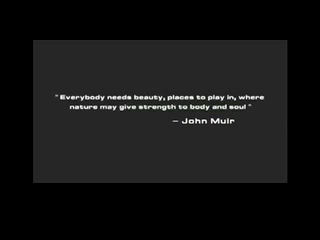 " Everybody needs beauty, places to play in, where
nature may give strength to body and soul "
– John Muir